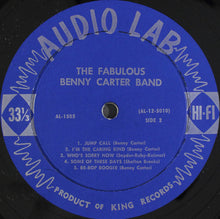 AUDIO LAB
THE FABULOUS
BENNY CARTER BAND
33⅓
HI-FI
AL-1505
(AL-12-5010)
SIDE 2
1. JUMP CALL (Benny Carter)
2. I'M THE CARING KIND (Benny Carter)
3. WHO'S SORRY NOW (Snyder-Ruby-Kalmar)
4. SOME OF THESE DAYS (Shelton Brooks)
5. RE-BOP BOOGIE (Benny Carter)
PRODUCT OF KING RECORDS